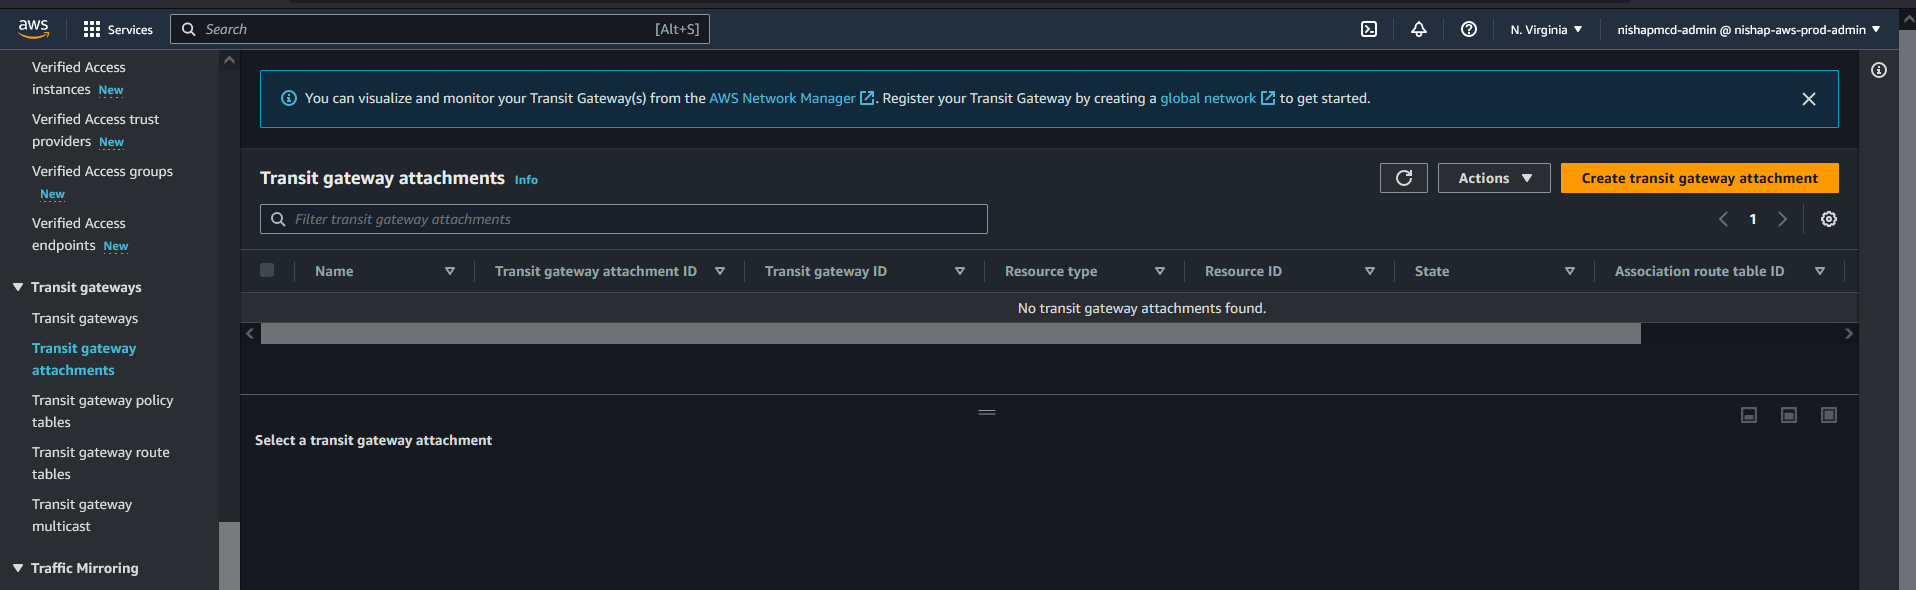 aws
Services
Search
[Alt+S]
N. Virginia
nishapmcd-admin @ nishap-aws-prod-admin
Verified Access
instances New
Verified Access trust
providers New
Verified Access groups
New
Verified Access
endpoints New
Transit gateways
Transit gateways
Transit gateway
attachments
Transit gateway policy
tables
Transit gateway route
tables
Transit gateway
multicast
Traffic Mirroring
You can visualize and monitor your Transit Gateway(s) from the AWS Network Manager. Register your Transit Gateway by creating a global network to get started.
Transit gateway attachments Info
Actions
Create transit gateway attachment
Filter transit gateway attachments
1
Name Transit gateway attachment ID Transit gateway ID Resource type Resource ID State Association route table ID
No transit gateway attachments found.
Select a transit gateway attachment